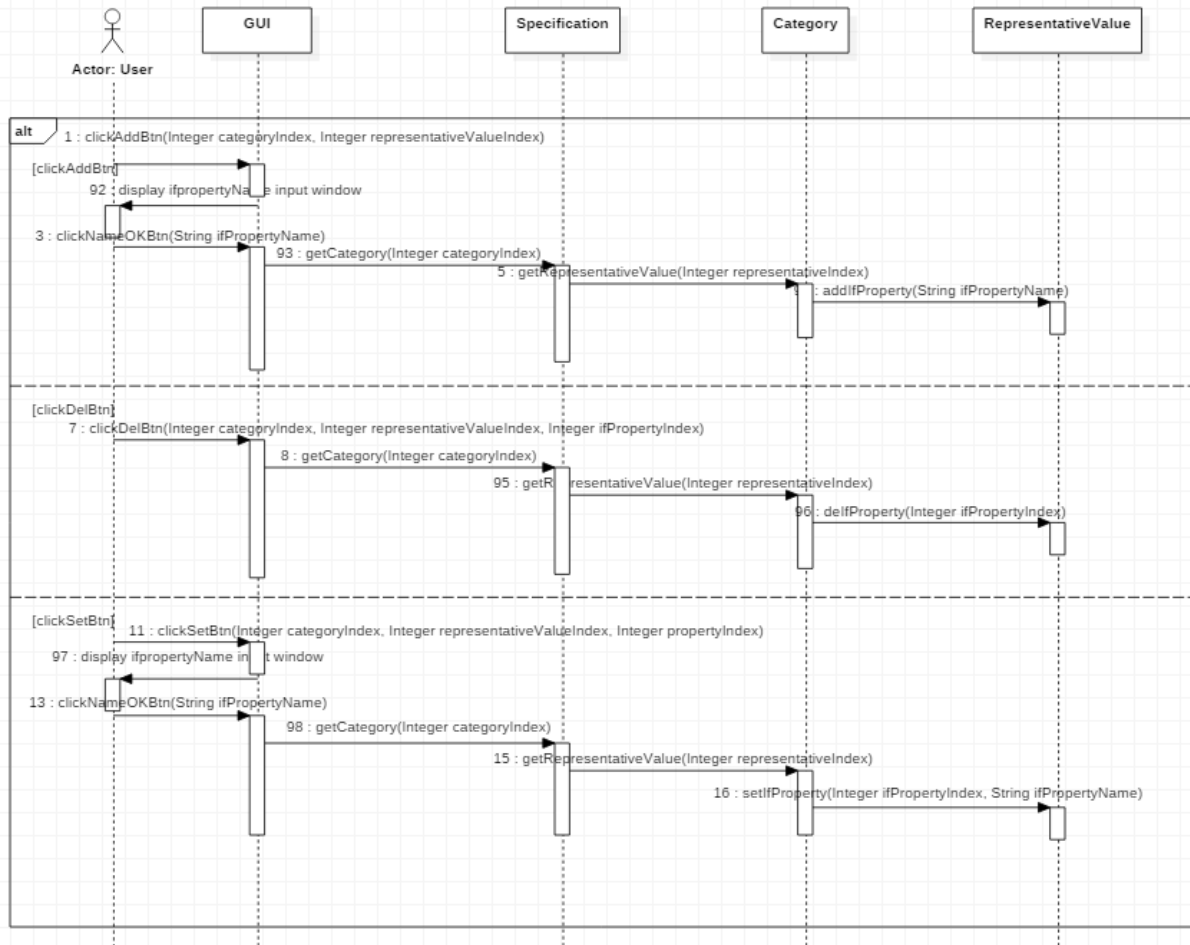 GUI
Specification
Category
RepresentativeValue
Actor: User
alt
1 : clickAddBtn(Integer categoryIndex, Integer representativeValueIndex)
[clickAddBtn]
92 : display ifpropertyName input window
3 : clickNameOKBtn(String ifPropertyName)
93 : getCategory(Integer categoryIndex)
5 : getRepresentativeValue(Integer representativeIndex)
: addIfProperty(String ifPropertyName)
[clickDelBtn]
7 : clickDelBtn(Integer categoryIndex, Integer representativeValueIndex, Integer ifPropertyIndex)
8 : getCategory(Integer categoryIndex)
95 : getRepresentativeValue(Integer representativeIndex)
96 : delfProperty(Integer ifPropertyIndex)
[clickSetBtn]
11 : clickSetBtn(Integer categoryIndex, Integer representativeValueIndex, Integer propertyIndex)
97 : display ifpropertyName input window
13 : clickNameOKBtn(String ifPropertyName)
98 : getCategory(Integer categoryIndex)
15 : getRepresentativeValue(Integer representativeIndex)
16 : setIfProperty(Integer ifPropertyIndex, String ifPropertyName)